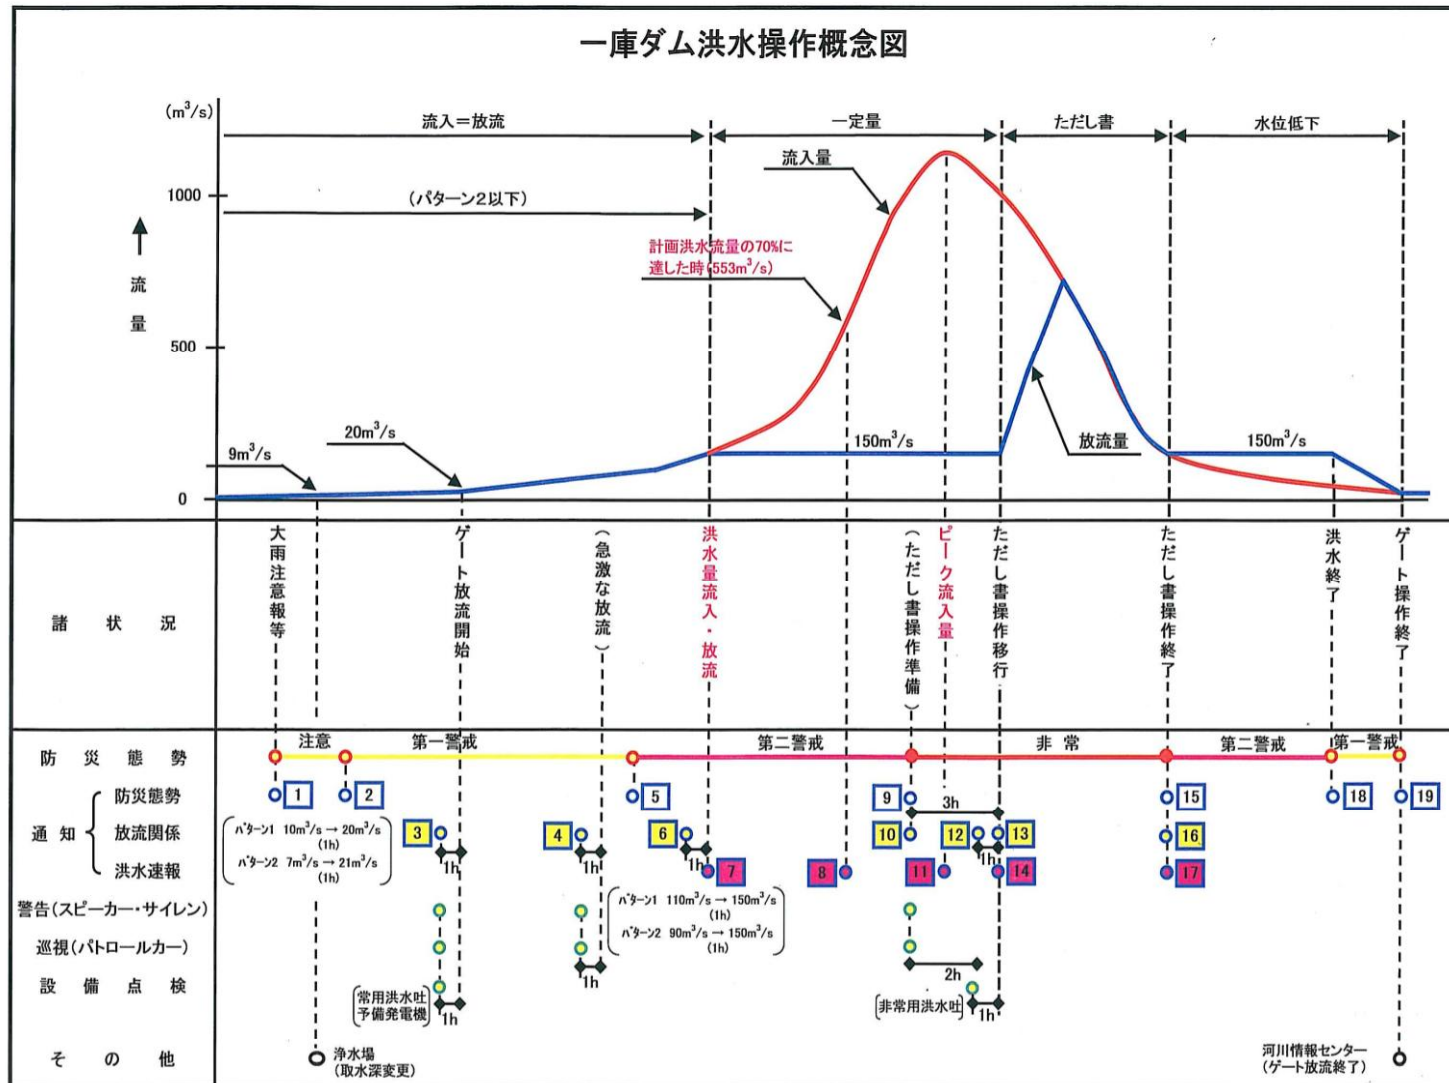 一庫ダム洪水操作概念図
(m³/s)
流入=放流
一定量
ただし書
水位低下
流入量
1000
(パターン2以下)
計画洪水流量の70%に
達した時(553m³/s)
流量
500
20m³/s
9m³/s
150m³/s
放流量
150m³/s
0
諸状況
大雨注意報等
ゲート放流開始
(急激な放流)
洪水量流入・放流
(ただし書操作準備)
ピーク流入量
ただし書操作移行
ただし書操作終了
洪水終了
ゲート操作終了
防災態勢
注意
第一警戒
第二警戒
非常
第二警戒
第一警戒
通知
防災態勢
1
2
5
9
15
18
19
3h
放流関係
パターン1 10m³/s → 20m³/s
(1h)
パターン2 7m³/s → 21m³/s
(1h)
3
4
6
10
12
13
16
1h
1h
1h
1h
洪水速報
7
8
11
14
17
パターン1 110m³/s → 150m³/s
(1h)
パターン2 90m³/s → 150m³/s
(1h)
警告(スピーカー・サイレン)
巡視(パトロールカー)
1h
2h
設備点検
常用洪水吐
予備発電機
1h
非常用洪水吐
1h
その他
浄水場
(取水深変更)
河川情報センター
(ゲート放流終了)